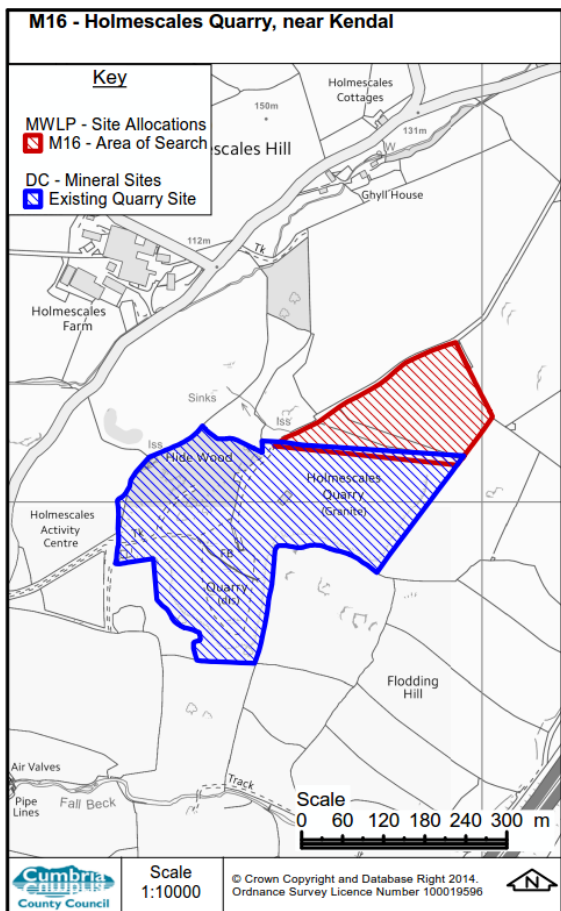 M16 - Holmescales Quarry, near Kendal
Key
MWLP - Site Allocations
M16 - Area of Search
DC - Mineral Sites
Existing Quarry Site
Holmescales
Cottages
150m
131m
W
escales Hill
Ghyll House
112m
Tk
Holmescales
Farm
Sinks
Iss
Iss
Hide Wood
Holmescales
Quarry
(Granite)
Holmescales
Activity
Centre
Tk
FB
Quarry
(dis)
Flodding
Hill
Air Valves
Pipe
Lines
Fall Beck
Track
Scale
0 60 120 180 240 300 m
Cumbria
County Council
Scale
1:10000
© Crown Copyright and Database Right 2014.
Ordnance Survey Licence Number 100019596
N